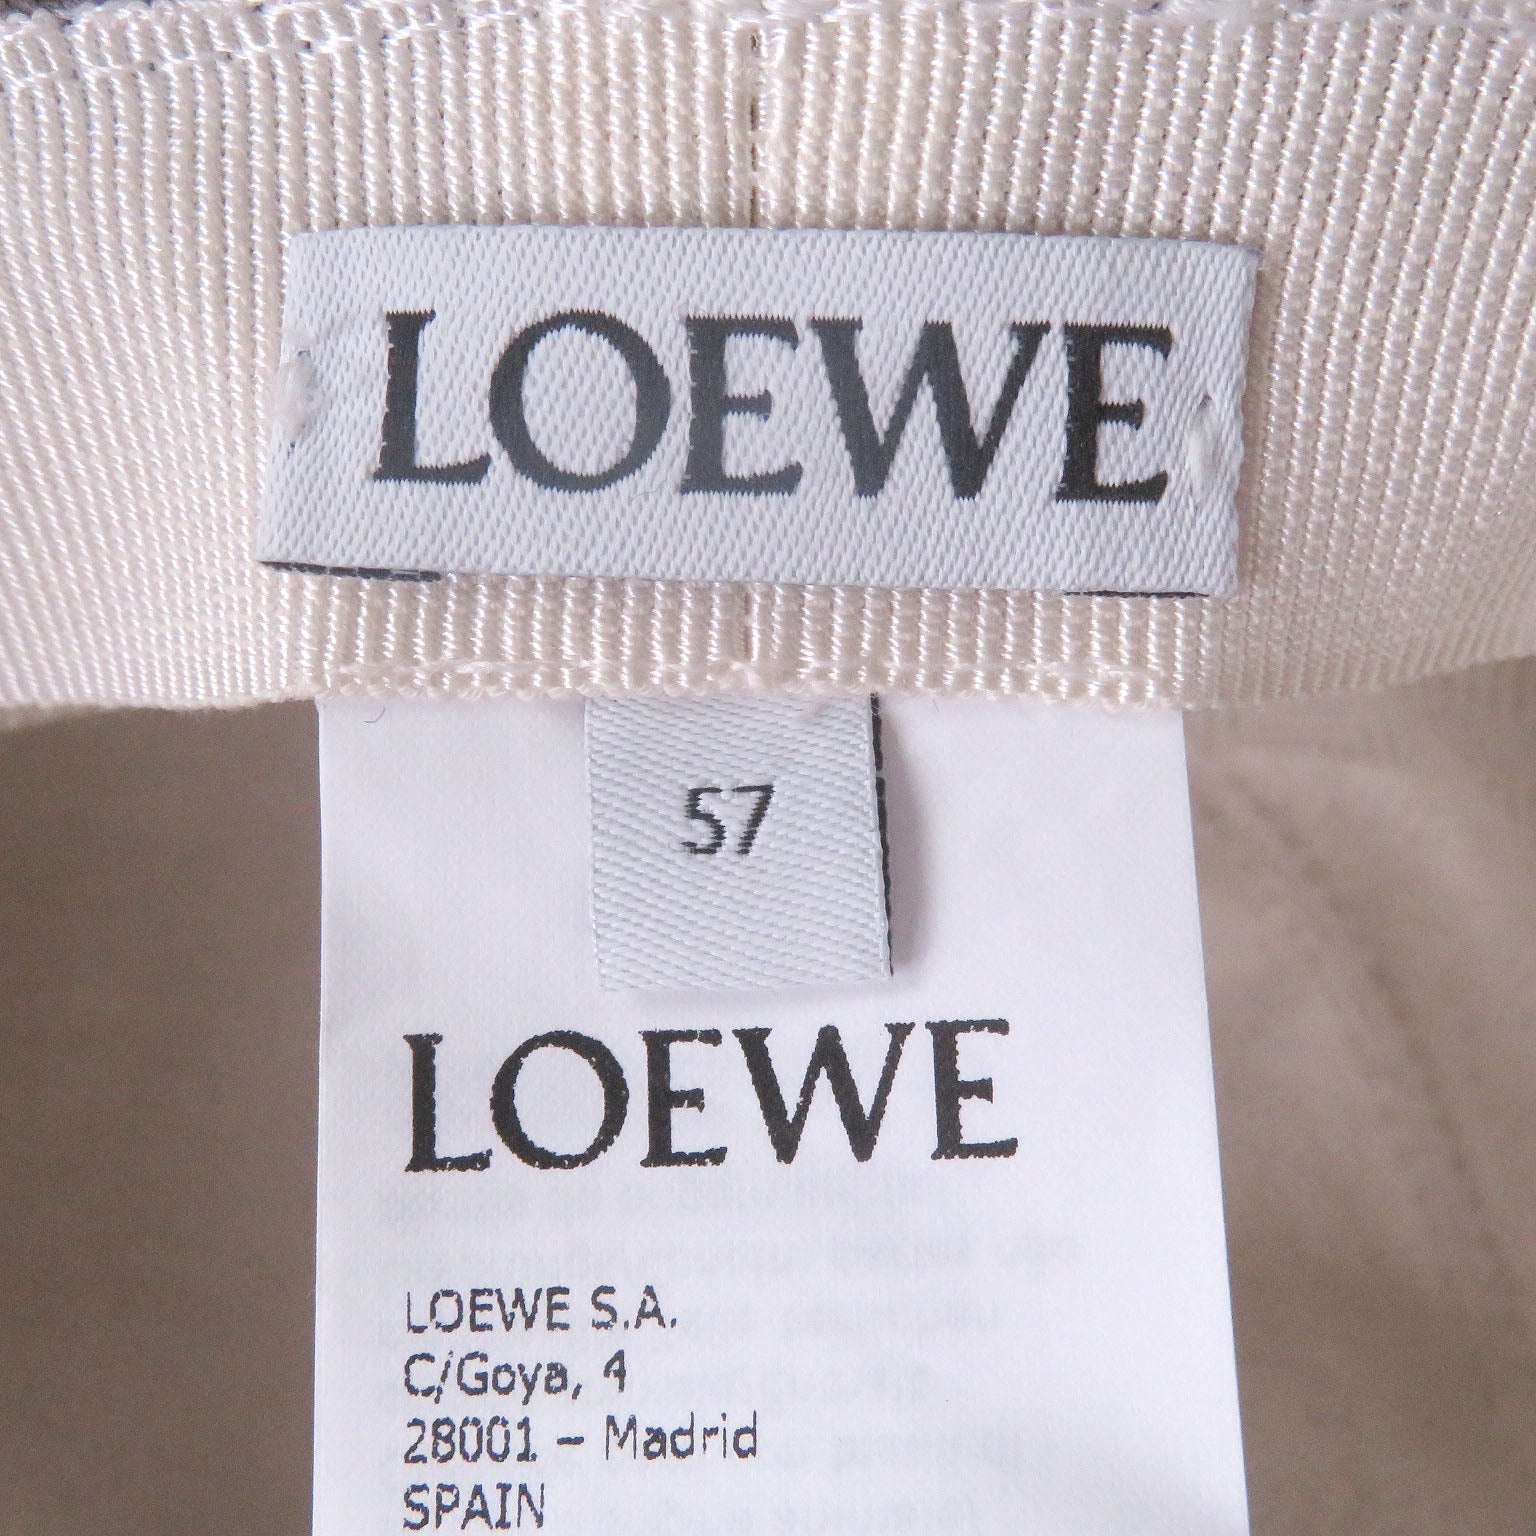 LOEWE
57
LOEWE
LOEWE S.A.
C/Goya, 4
28001 – Madrid
SPAIN